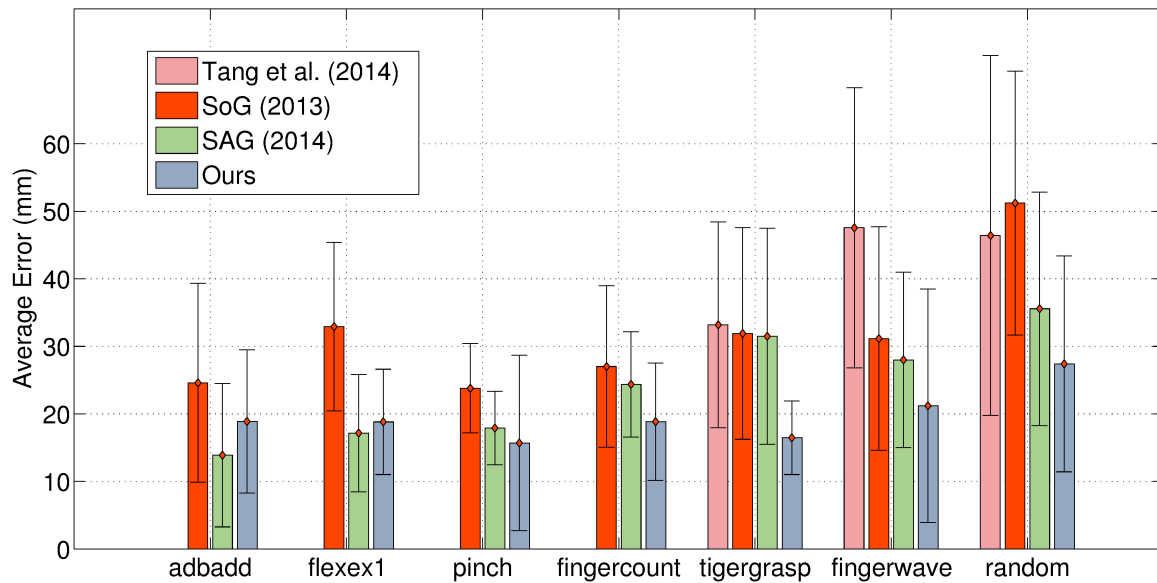 Tang et al. (2014)
SoG (2013)
SAG (2014)
Ours
Average Error (mm)
60
50
40
30
20
10
0
adbadd flexex1 pinch fingercount tigergrasp fingerwave random